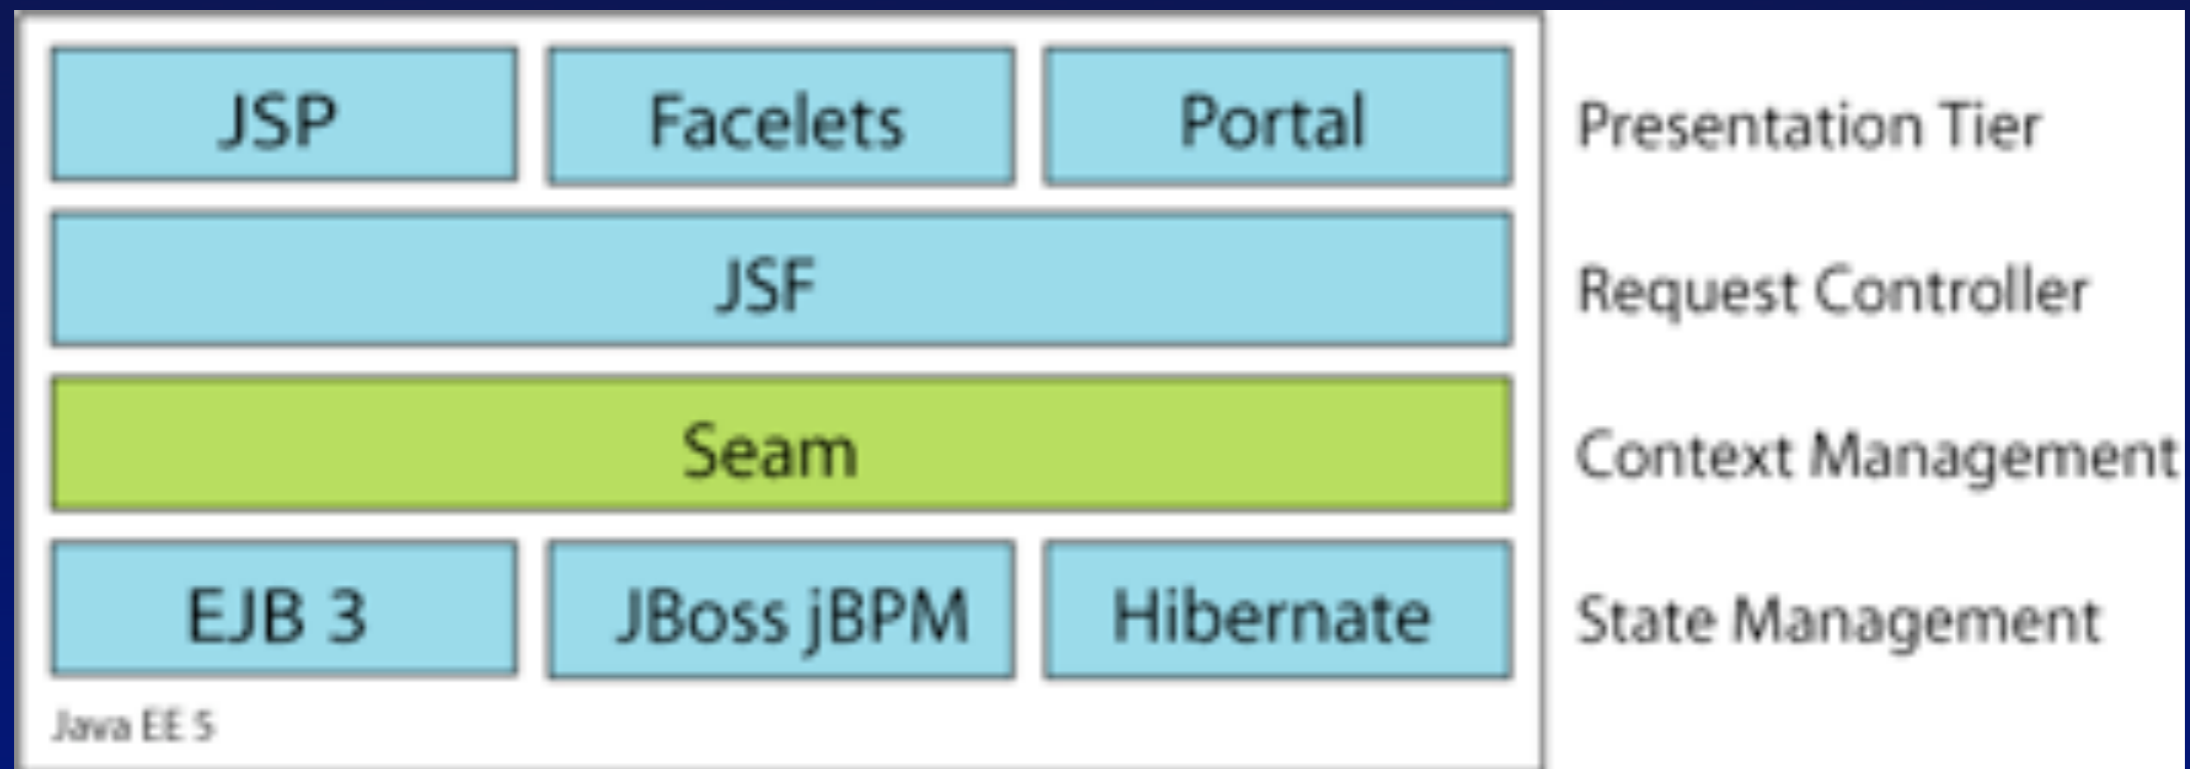 JSP Facelets Portal Presentation Tier
JSF Request Controller
Seam Context Management
EJB 3 JBoss jBPM Hibernate State Management
Java EE 5